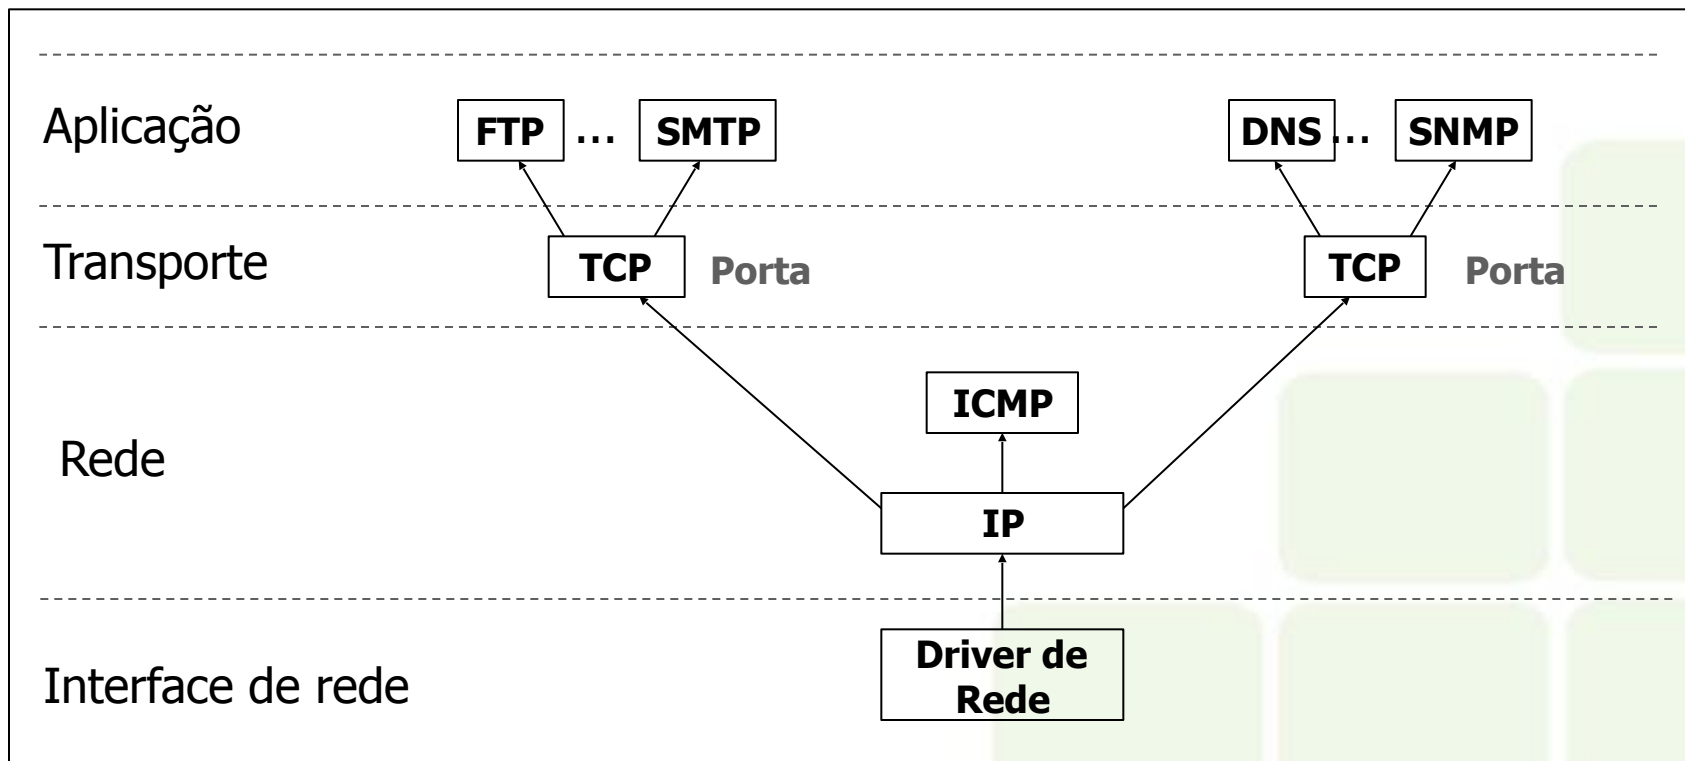 Aplicação
FTP ... SMTP
DNS ... SNMP
Transporte
TCP Porta
TCP Porta
ICMP
Rede
IP
Driver de
Rede
Interface de rede